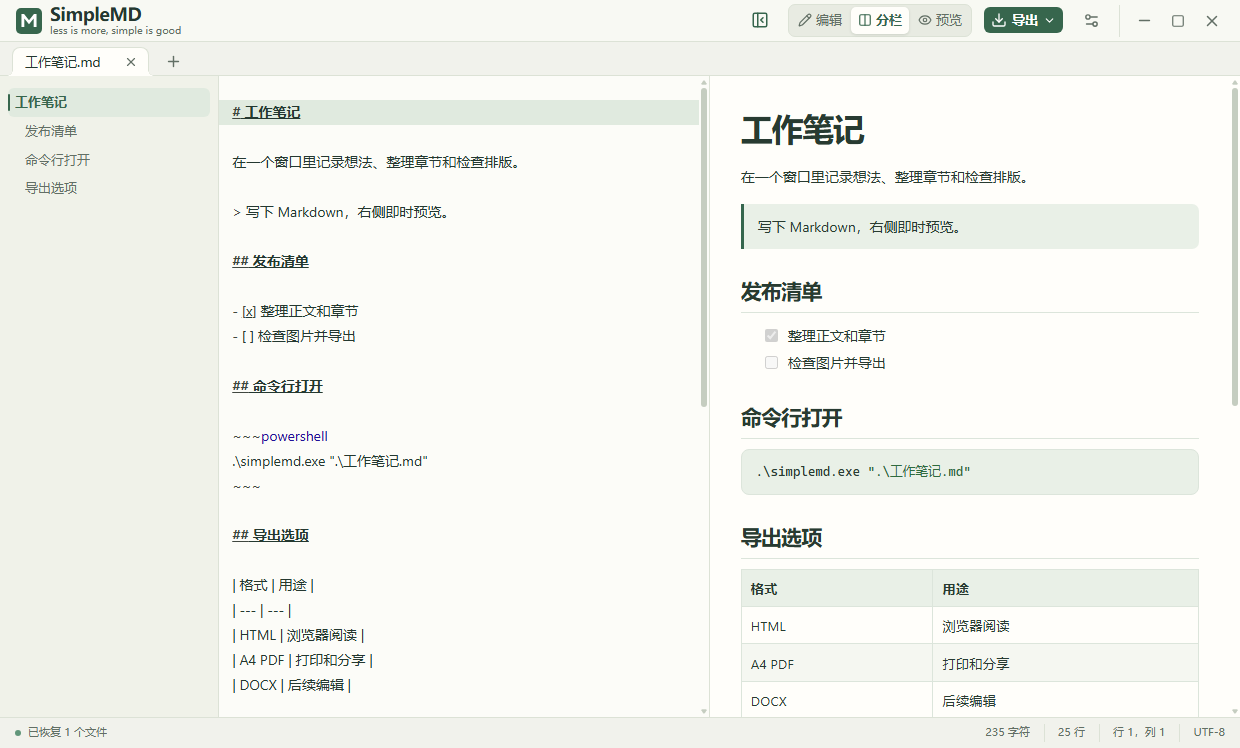 SimpleMD
less is more, simple is good
编辑 分栏 预览 导出
工作笔记.md
工作笔记
发布清单
命令行打开
导出选项
# 工作笔记
在一个窗口里记录想法、整理章节和检查排版。
> 写下 Markdown，右侧即时预览。
## 发布清单
- [x] 整理正文和章节
- [ ] 检查图片并导出
## 命令行打开
~~~powershell
.\simplemd.exe ".\工作笔记.md"
~~~
## 导出选项
| 格式 | 用途 |
| --- | --- |
| HTML | 浏览器阅读 |
| A4 PDF | 打印和分享 |
| DOCX | 后续编辑 |
工作笔记
在一个窗口里记录想法、整理章节和检查排版。
写下 Markdown，右侧即时预览。
发布清单
整理正文和章节
检查图片并导出
命令行打开
.\simplemd.exe ".\工作笔记.md"
导出选项
格式 用途
HTML 浏览器阅读
A4 PDF 打印和分享
DOCX 后续编辑
已恢复 1 个文件
235 字符 25 行 行 1，列 1 UTF-8